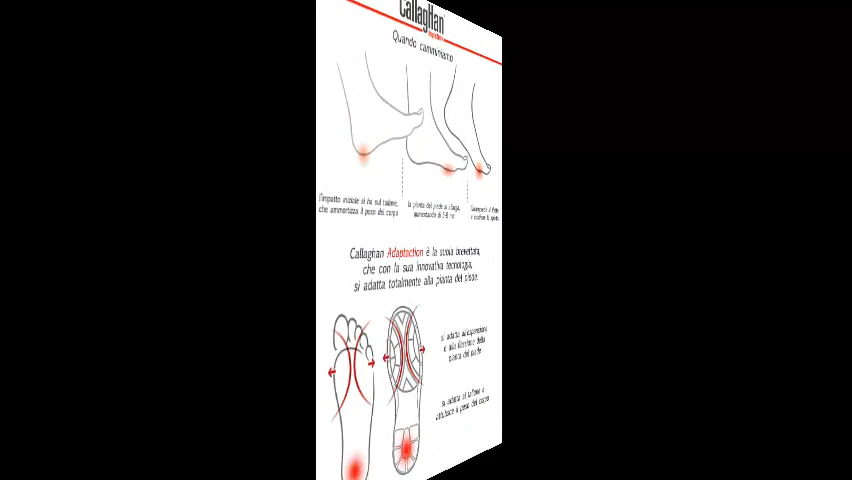 CallagHan
Adaptaction
Quando camminiamo
l'impatto iniziale si ha sul tallone,
che ammortizza il peso del corpo
la pianta del piede si allarga,
aumentando di 5-8 mm
Callaghan Adaptaction è la suola brevettata,
che con la sua innovativa tecnologia,
si adatta totalmente alla pianta del piede:
si adatta all'espansione
e alla flessione della
pianta del piede
si adatta al tallone e
attutisce il peso del corpo